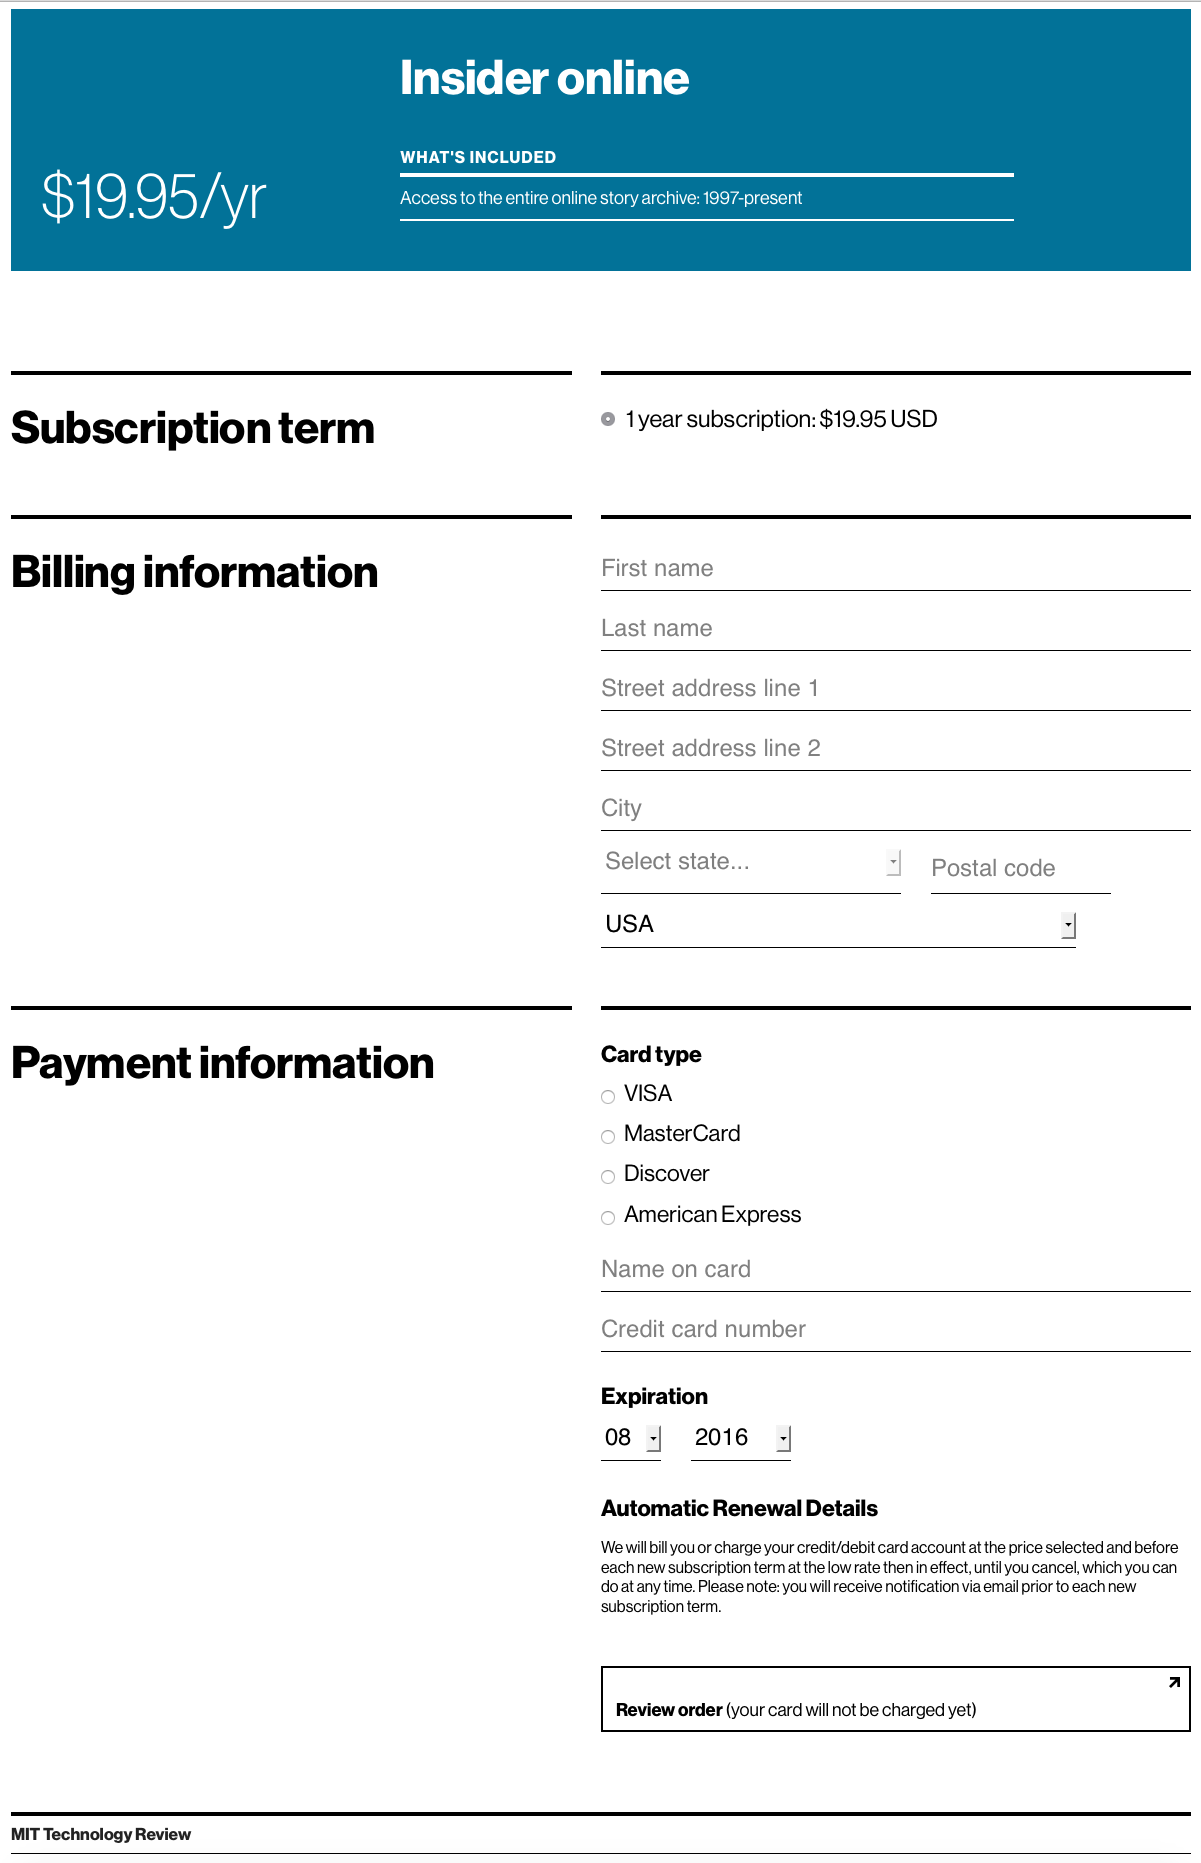 Insider online
WHAT'S INCLUDED
$19.95/yr
Access to the entire online story archive: 1997-present
Subscription term
1 year subscription: $19.95 USD
Billing information
First name
Last name
Street address line 1
Street address line 2
City
Select state...
Postal code
USA
Payment information
Card type
VISA
MasterCard
Discover
American Express
Name on card
Credit card number
Expiration
08
2016
Automatic Renewal Details
We will bill you or charge your credit/debit card account at the price selected and before
each new subscription term at the low rate then in effect, until you cancel, which you can
do at any time. Please note: you will receive notification via email prior to each new
subscription term.
Review order (your card will not be charged yet)
MIT Technology Review